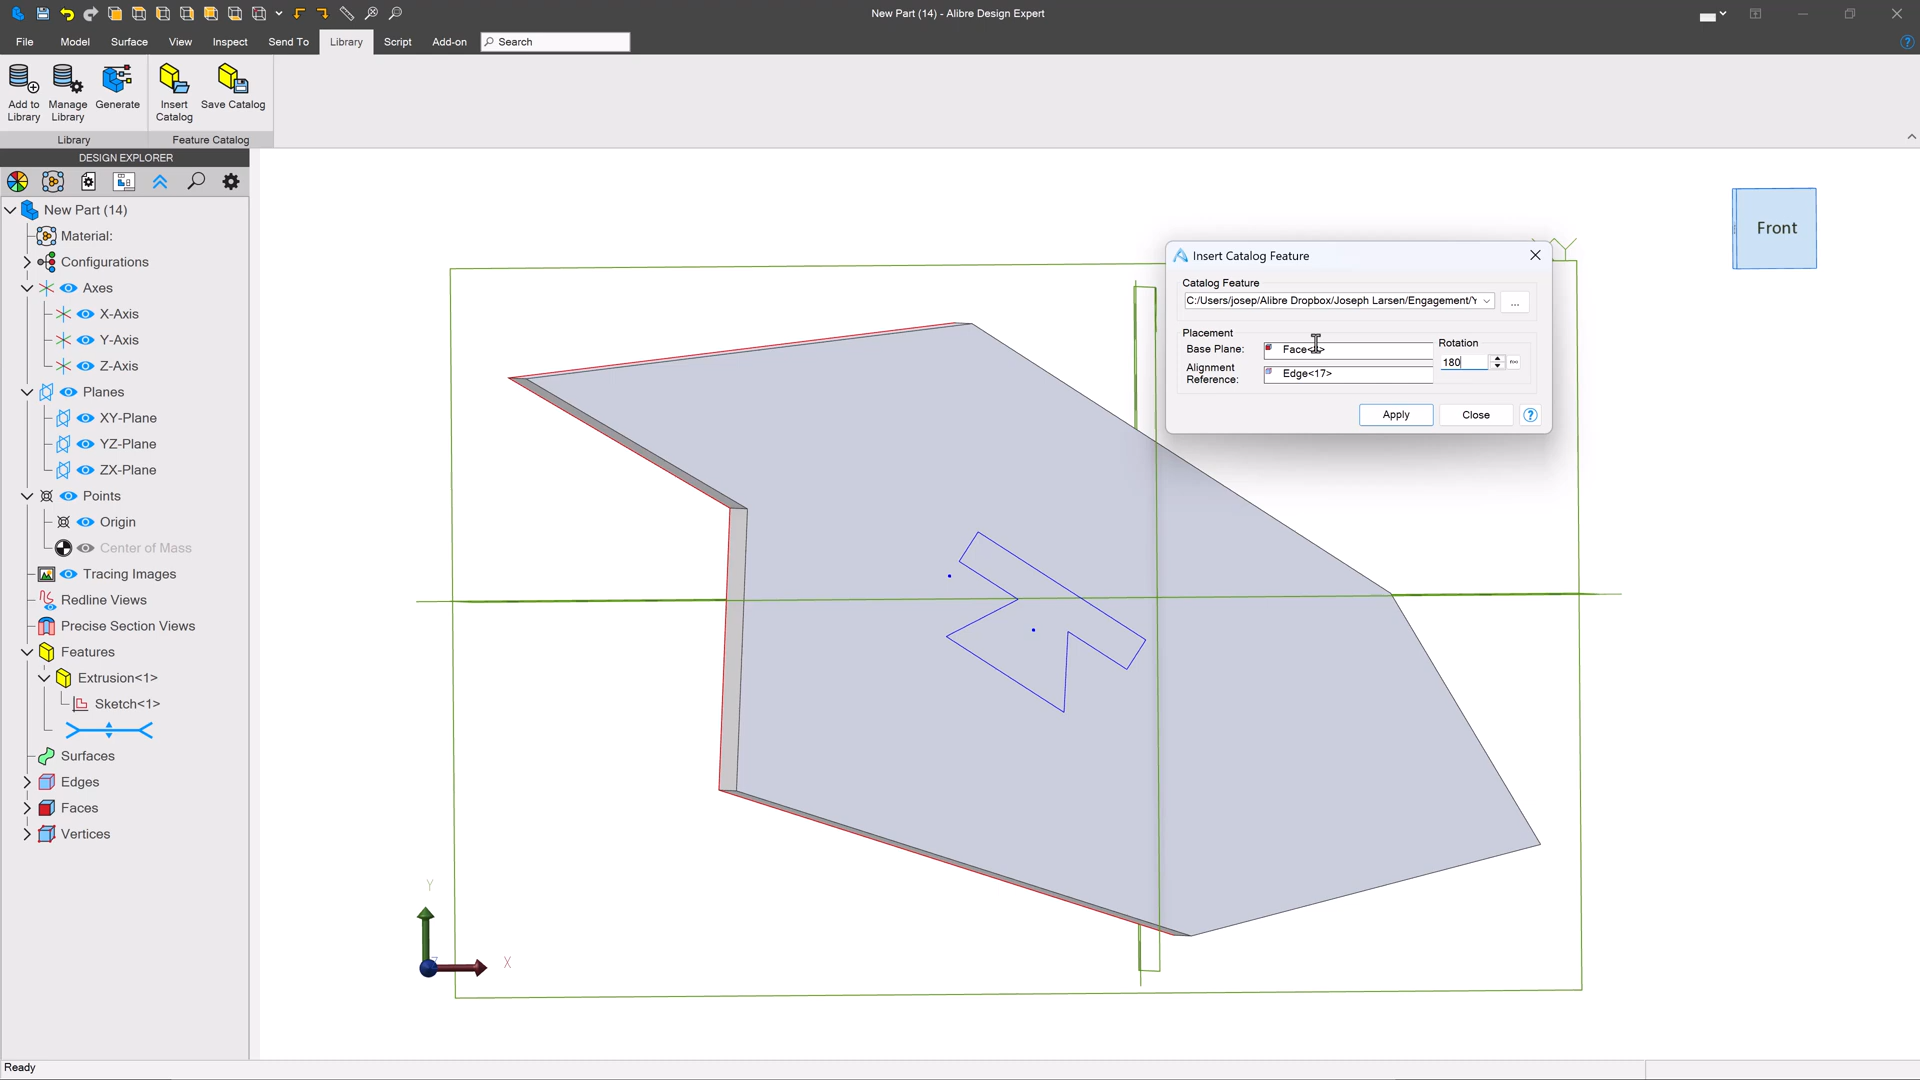 New Part (14) - Alibre Design Expert
File Model Surface View Inspect Send To Library Script Add-on Search
Add to Library
Manage Library
Generate
Insert Catalog
Save Catalog
Library
Feature Catalog
DESIGN EXPLORER
New Part (14)
Material:
Configurations
Axes
X-Axis
Y-Axis
Z-Axis
Planes
XY-Plane
YZ-Plane
ZX-Plane
Points
Origin
Center of Mass
Tracing Images
Redline Views
Precise Section Views
Features
Extrusion<1>
Sketch<1>
Surfaces
Edges
Faces
Vertices
Front
Insert Catalog Feature
Catalog Feature
C:/Users/josep/Alibre Dropbox/Joseph Larsen/Engagement/Y
...
Placement
Base Plane:
Rotation
180
Alignment
Reference:
Edge<17>
Apply
Close
?
Y
X
Ready